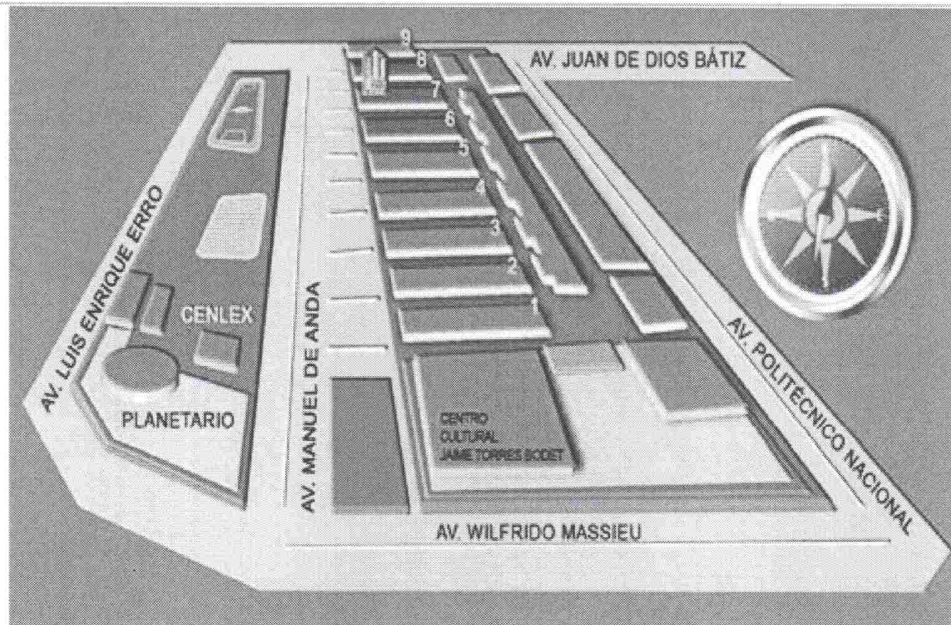 AV. JUAN DE DIOS BÁTIZ
9
8
7
6
5
4
3
2
1
AV. LUIS ENRIQUE ERRO
CENLEX
PLANETARIO
AV. MANUEL DE ANDA
CENTRO
CULTURAL
JAIME TORRES BODET
AV. POLITÉCNICO NACIONAL
AV. WILFRIDO MASSIEU